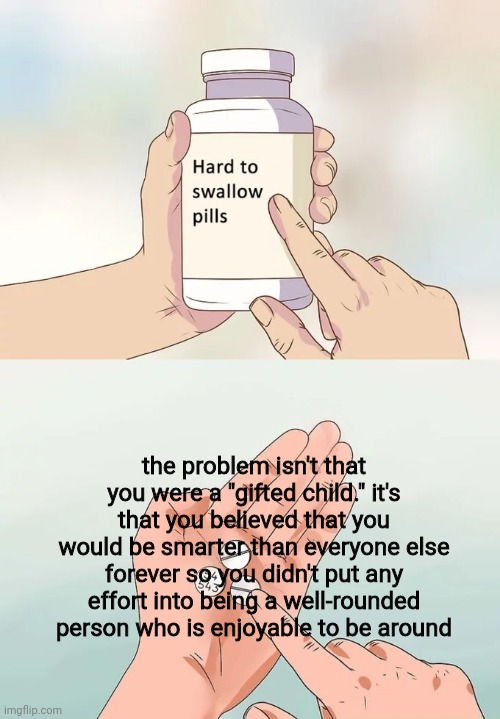 Hard to
swallow
pills
the problem isn't that
you were a "gifted child." it's
that you believed that you
would be smarter than everyone else
forever so you didn't put any
effort into being a well-rounded
person who is enjoyable to be around
imgflip.com